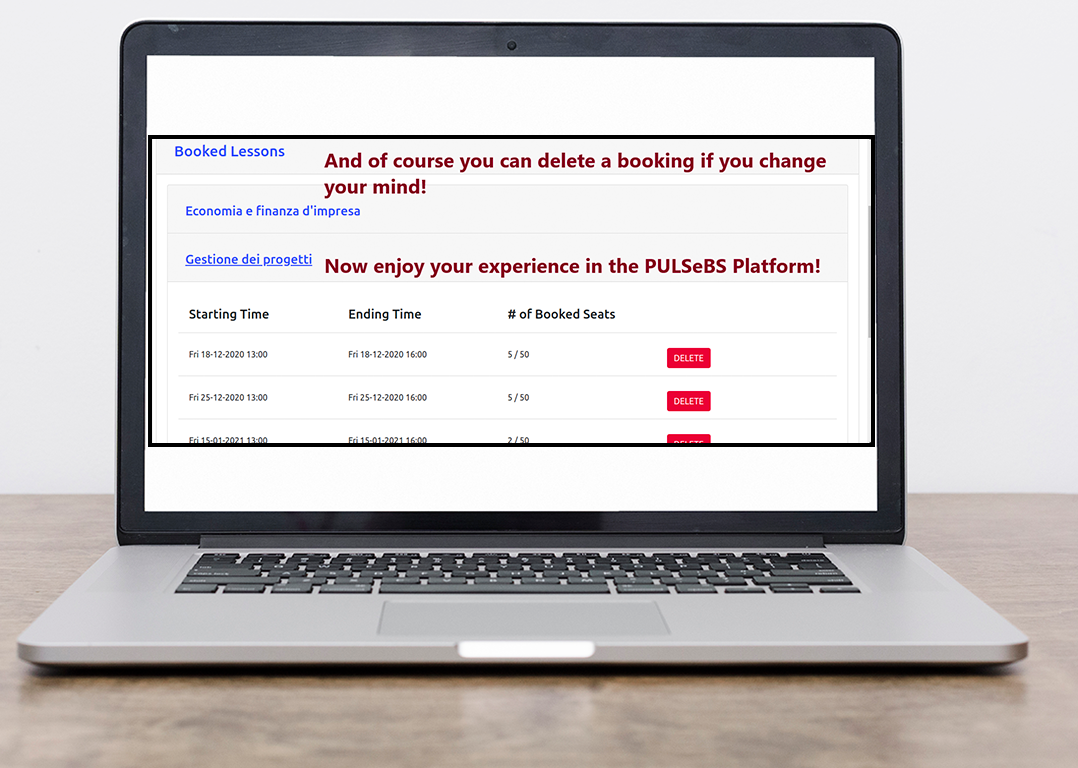 Booked Lessons
And of course you can delete a booking if you change
your mind!
Economia e finanza d'impresa
Gestione dei progetti
Now enjoy your experience in the PULSeBS Platform!
Starting Time Ending Time # of Booked Seats
Fri 18-12-2020 13:00 Fri 18-12-2020 16:00 5 / 50 DELETE
Fri 25-12-2020 13:00 Fri 25-12-2020 16:00 5 / 50 DELETE
Fri 15-01-2021 13:00 Fri 15-01-2021 16:00 2 / 50 DELETE